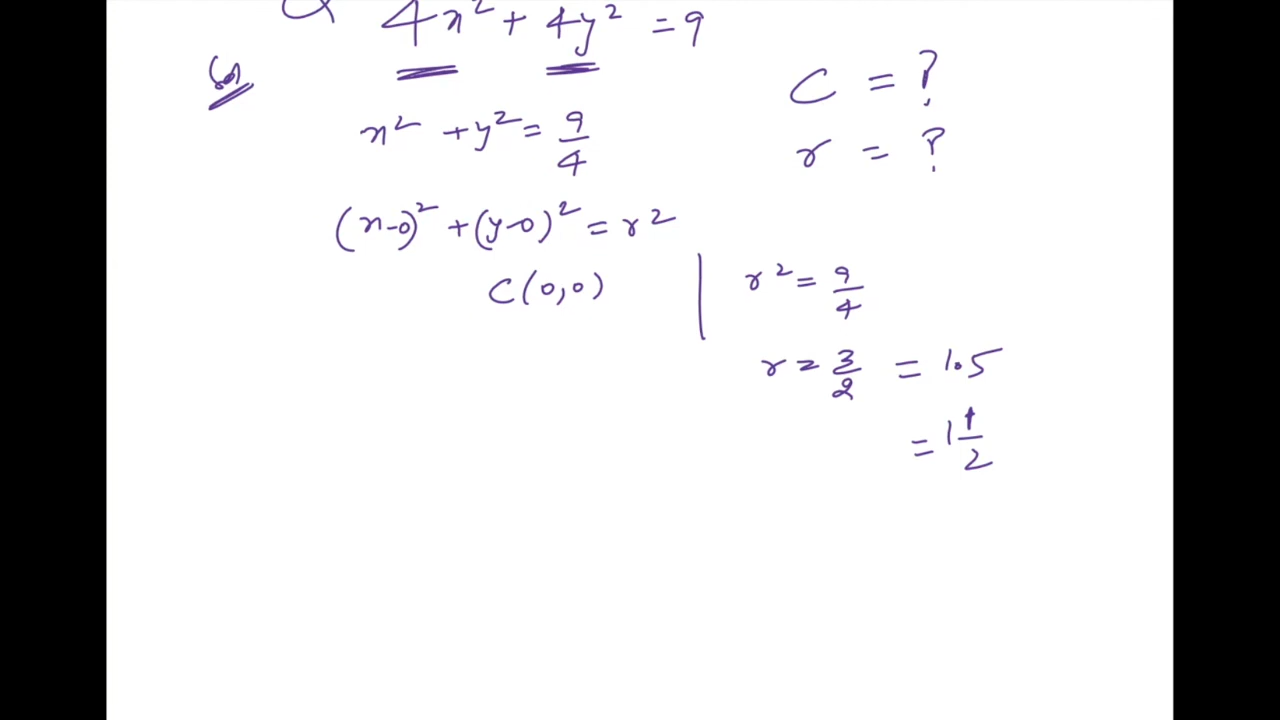 Q 4x² + 4y² = 9
Sol
C = ?
x² + y² = 9/4
r = ?
(x-0)² + (y-0)² = r²
C(0,0)
r² = 9/4
r = 3/2 = 1.5
= 1 1/2